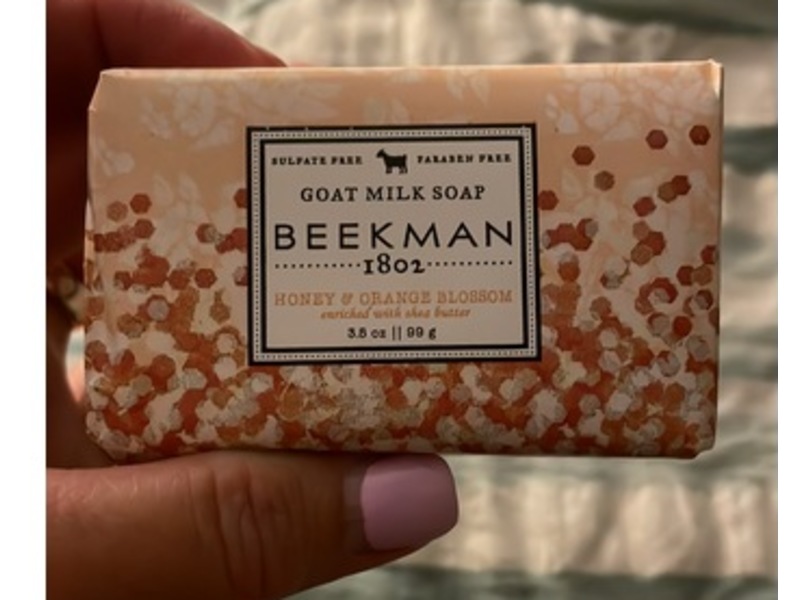 SULFATE FREE PARABEN FREE
GOAT MILK SOAP
BEEKMAN
1802
HONEY & ORANGE BLOSSOM
enriched with shea butter
3.5 oz || 99 g